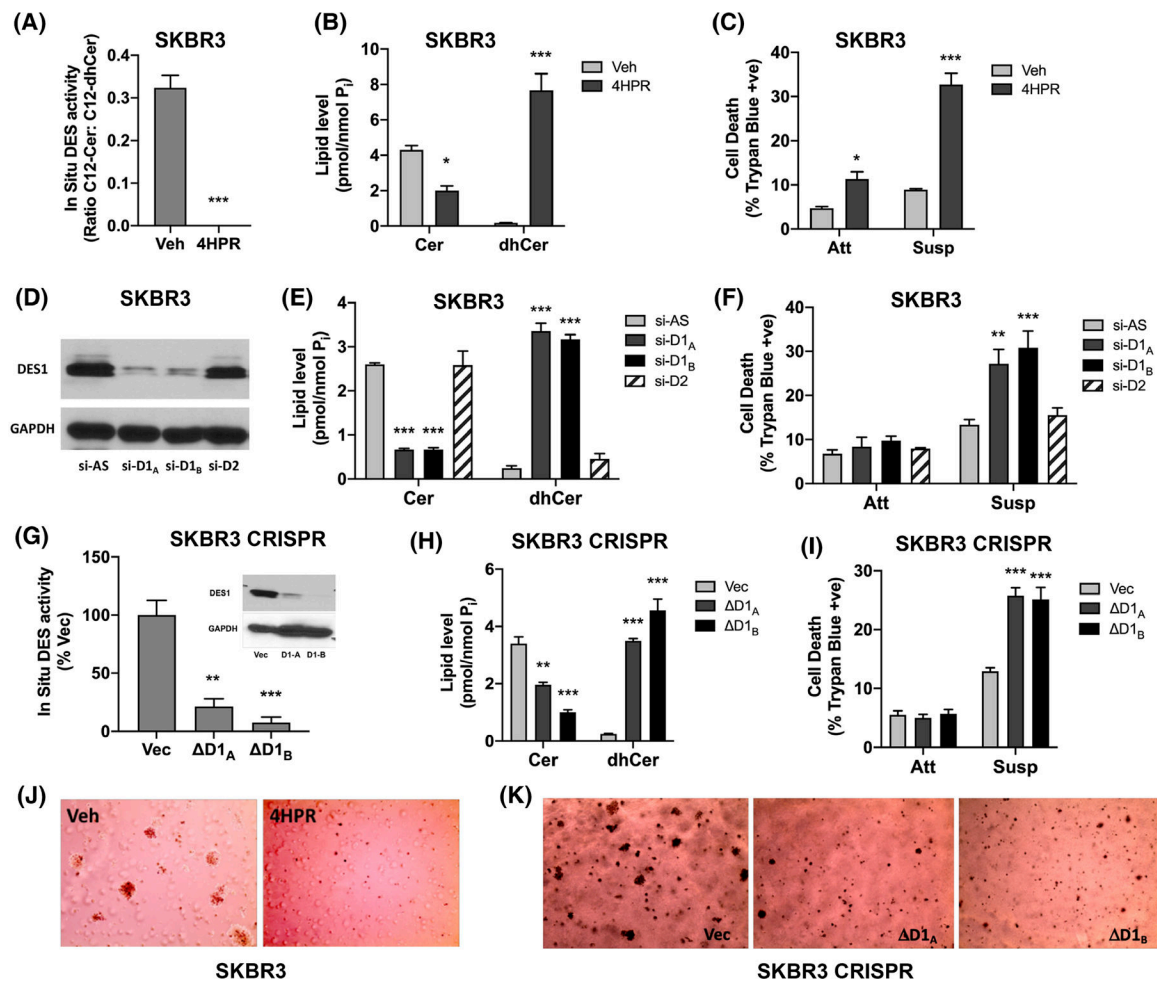 (A)
SKBR3
In Situ DES activity
(Ratio C12-Cer: C12-dhCer)
0.4
0.3
0.2
0.1
0.0
***
Veh 4HPR
(B)
SKBR3
Lipid level
(pmol/nmol Pi)
10
8
6
4
2
0
*
***
Cer dhCer
Veh
4HPR
(C)
SKBR3
Cell Death
(% Trypan Blue +ve)
40
30
20
10
0
*
***
Att Susp
Veh
4HPR
(D)
SKBR3
DES1
GAPDH
si-AS si-D1A si-D1B si-D2
(E)
SKBR3
Lipid level
(pmol/nmol Pi)
4
3
2
1
0
*** ***
*** ***
Cer dhCer
si-AS
si-D1A
si-D1B
si-D2
(F)
SKBR3
Cell Death
(% Trypan Blue +ve)
40
30
20
10
0
** ***
Att Susp
si-AS
si-D1A
si-D1B
si-D2
(G)
SKBR3 CRISPR
In Situ DES activity
(% Vec)
150
100
50
0
**
***
Vec ΔD1A ΔD1B
DES1
GAPDH
Vec D1-A D1-B
(H)
SKBR3 CRISPR
Lipid level
(pmol/nmol Pi)
6
4
2
0
**
***
***
***
Cer dhCer
Vec
ΔD1A
ΔD1B
(I)
SKBR3 CRISPR
Cell Death
(% Trypan Blue +ve)
30
20
10
0
*** ***
Att Susp
Vec
ΔD1A
ΔD1B
(J)
Veh
4HPR
SKBR3
(K)
Vec
ΔD1A
ΔD1B
SKBR3 CRISPR